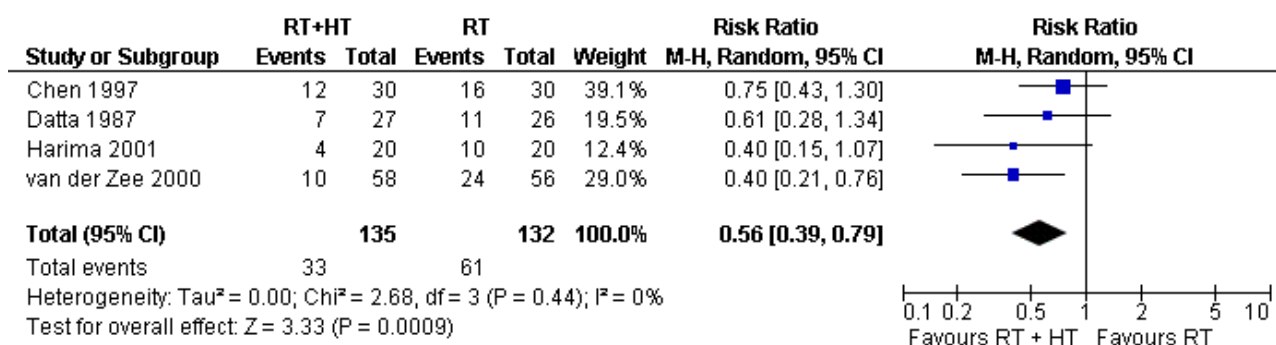 RT+HT RT Risk Ratio Risk Ratio
Study or Subgroup Events Total Events Total Weight M-H, Random, 95% CI M-H, Random, 95% CI
Chen 1997 12 30 16 30 39.1% 0.75 [0.43, 1.30]
Datta 1987 7 27 11 26 19.5% 0.61 [0.28, 1.34]
Harima 2001 4 20 10 20 12.4% 0.40 [0.15, 1.07]
van der Zee 2000 10 58 24 56 29.0% 0.40 [0.21, 0.76]
Total (95% CI) 135 132 100.0% 0.56 [0.39, 0.79]
Total events 33 61
Heterogeneity: Tau² = 0.00; Chi² = 2.68, df = 3 (P = 0.44); I² = 0%
Test for overall effect: Z = 3.33 (P = 0.0009)
0.1 0.2 0.5 1 2 5 10
Favours RT + HT Favours RT